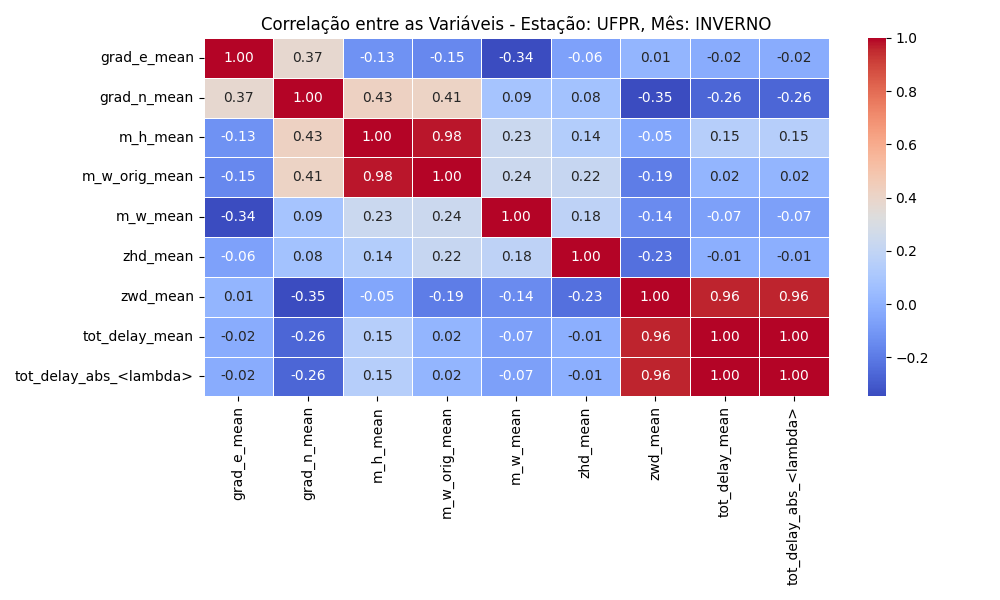 Correlação entre as Variáveis - Estação: UFPR, Mês: INVERNO
grad_e_mean 1.00 0.37 -0.13 -0.15 -0.34 -0.06 0.01 -0.02 -0.02
grad_n_mean 0.37 1.00 0.43 0.41 0.09 0.08 -0.35 -0.26 -0.26
m_h_mean -0.13 0.43 1.00 0.98 0.23 0.14 -0.05 0.15 0.15
m_w_orig_mean -0.15 0.41 0.98 1.00 0.24 0.22 -0.19 0.02 0.02
m_w_mean -0.34 0.09 0.23 0.24 1.00 0.18 -0.14 -0.07 -0.07
zhd_mean -0.06 0.08 0.14 0.22 0.18 1.00 -0.23 -0.01 -0.01
zwd_mean 0.01 -0.35 -0.05 -0.19 -0.14 -0.23 1.00 0.96 0.96
tot_delay_mean -0.02 -0.26 0.15 0.02 -0.07 -0.01 0.96 1.00 1.00
tot_delay_abs_<lambda> -0.02 -0.26 0.15 0.02 -0.07 -0.01 0.96 1.00 1.00
grad_e_mean
grad_n_mean
m_h_mean
m_w_orig_mean
m_w_mean
zhd_mean
zwd_mean
tot_delay_mean
tot_delay_abs_<lambda>
1.0
0.8
0.6
0.4
0.2
0.0
−0.2